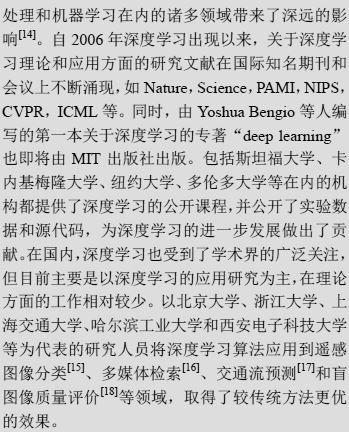 处理和机器学习在内的诸多领域带来了深远的影
响[14]。自 2006 年深度学习出现以来，关于深度学
习理论和应用方面的研究文献在国际知名期刊和
会议上不断涌现，如 Nature，Science，PAMI，NIPS，
CVPR，ICML 等。同时，由 Yoshua Bengio 等人编
写的第一本关于深度学习的专著“deep learning”
也即将由 MIT 出版社出版。包括斯坦福大学、卡
内基梅隆大学、纽约大学、多伦多大学等在内的机
构都提供了深度学习的公开课程，并公开了实验数
据和源代码，为深度学习的进一步发展做出了贡
献。在国内，深度学习也受到了学术界的广泛关注，
但目前主要是以深度学习的应用研究为主，在理论
方面的工作相对较少。以北京大学、浙江大学、上
海交通大学、哈尔滨工业大学和西安电子科技大学
等为代表的研究人员将深度学习算法应用到遥感
图像分类[15]、多媒体检索[16]、交通流预测[17]和盲
图像质量评价[18]等领域，取得了较传统方法更优
的效果。